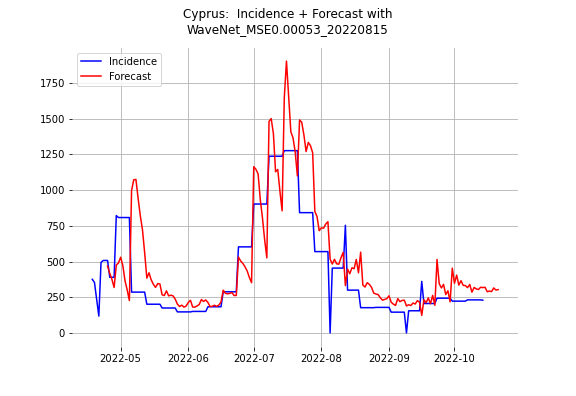 Cyprus:  Incidence + Forecast with
WaveNet_MSE0.00053_20220815
Incidence
Forecast
1750
1500
1250
1000
750
500
250
0
2022-05 2022-06 2022-07 2022-08 2022-09 2022-10